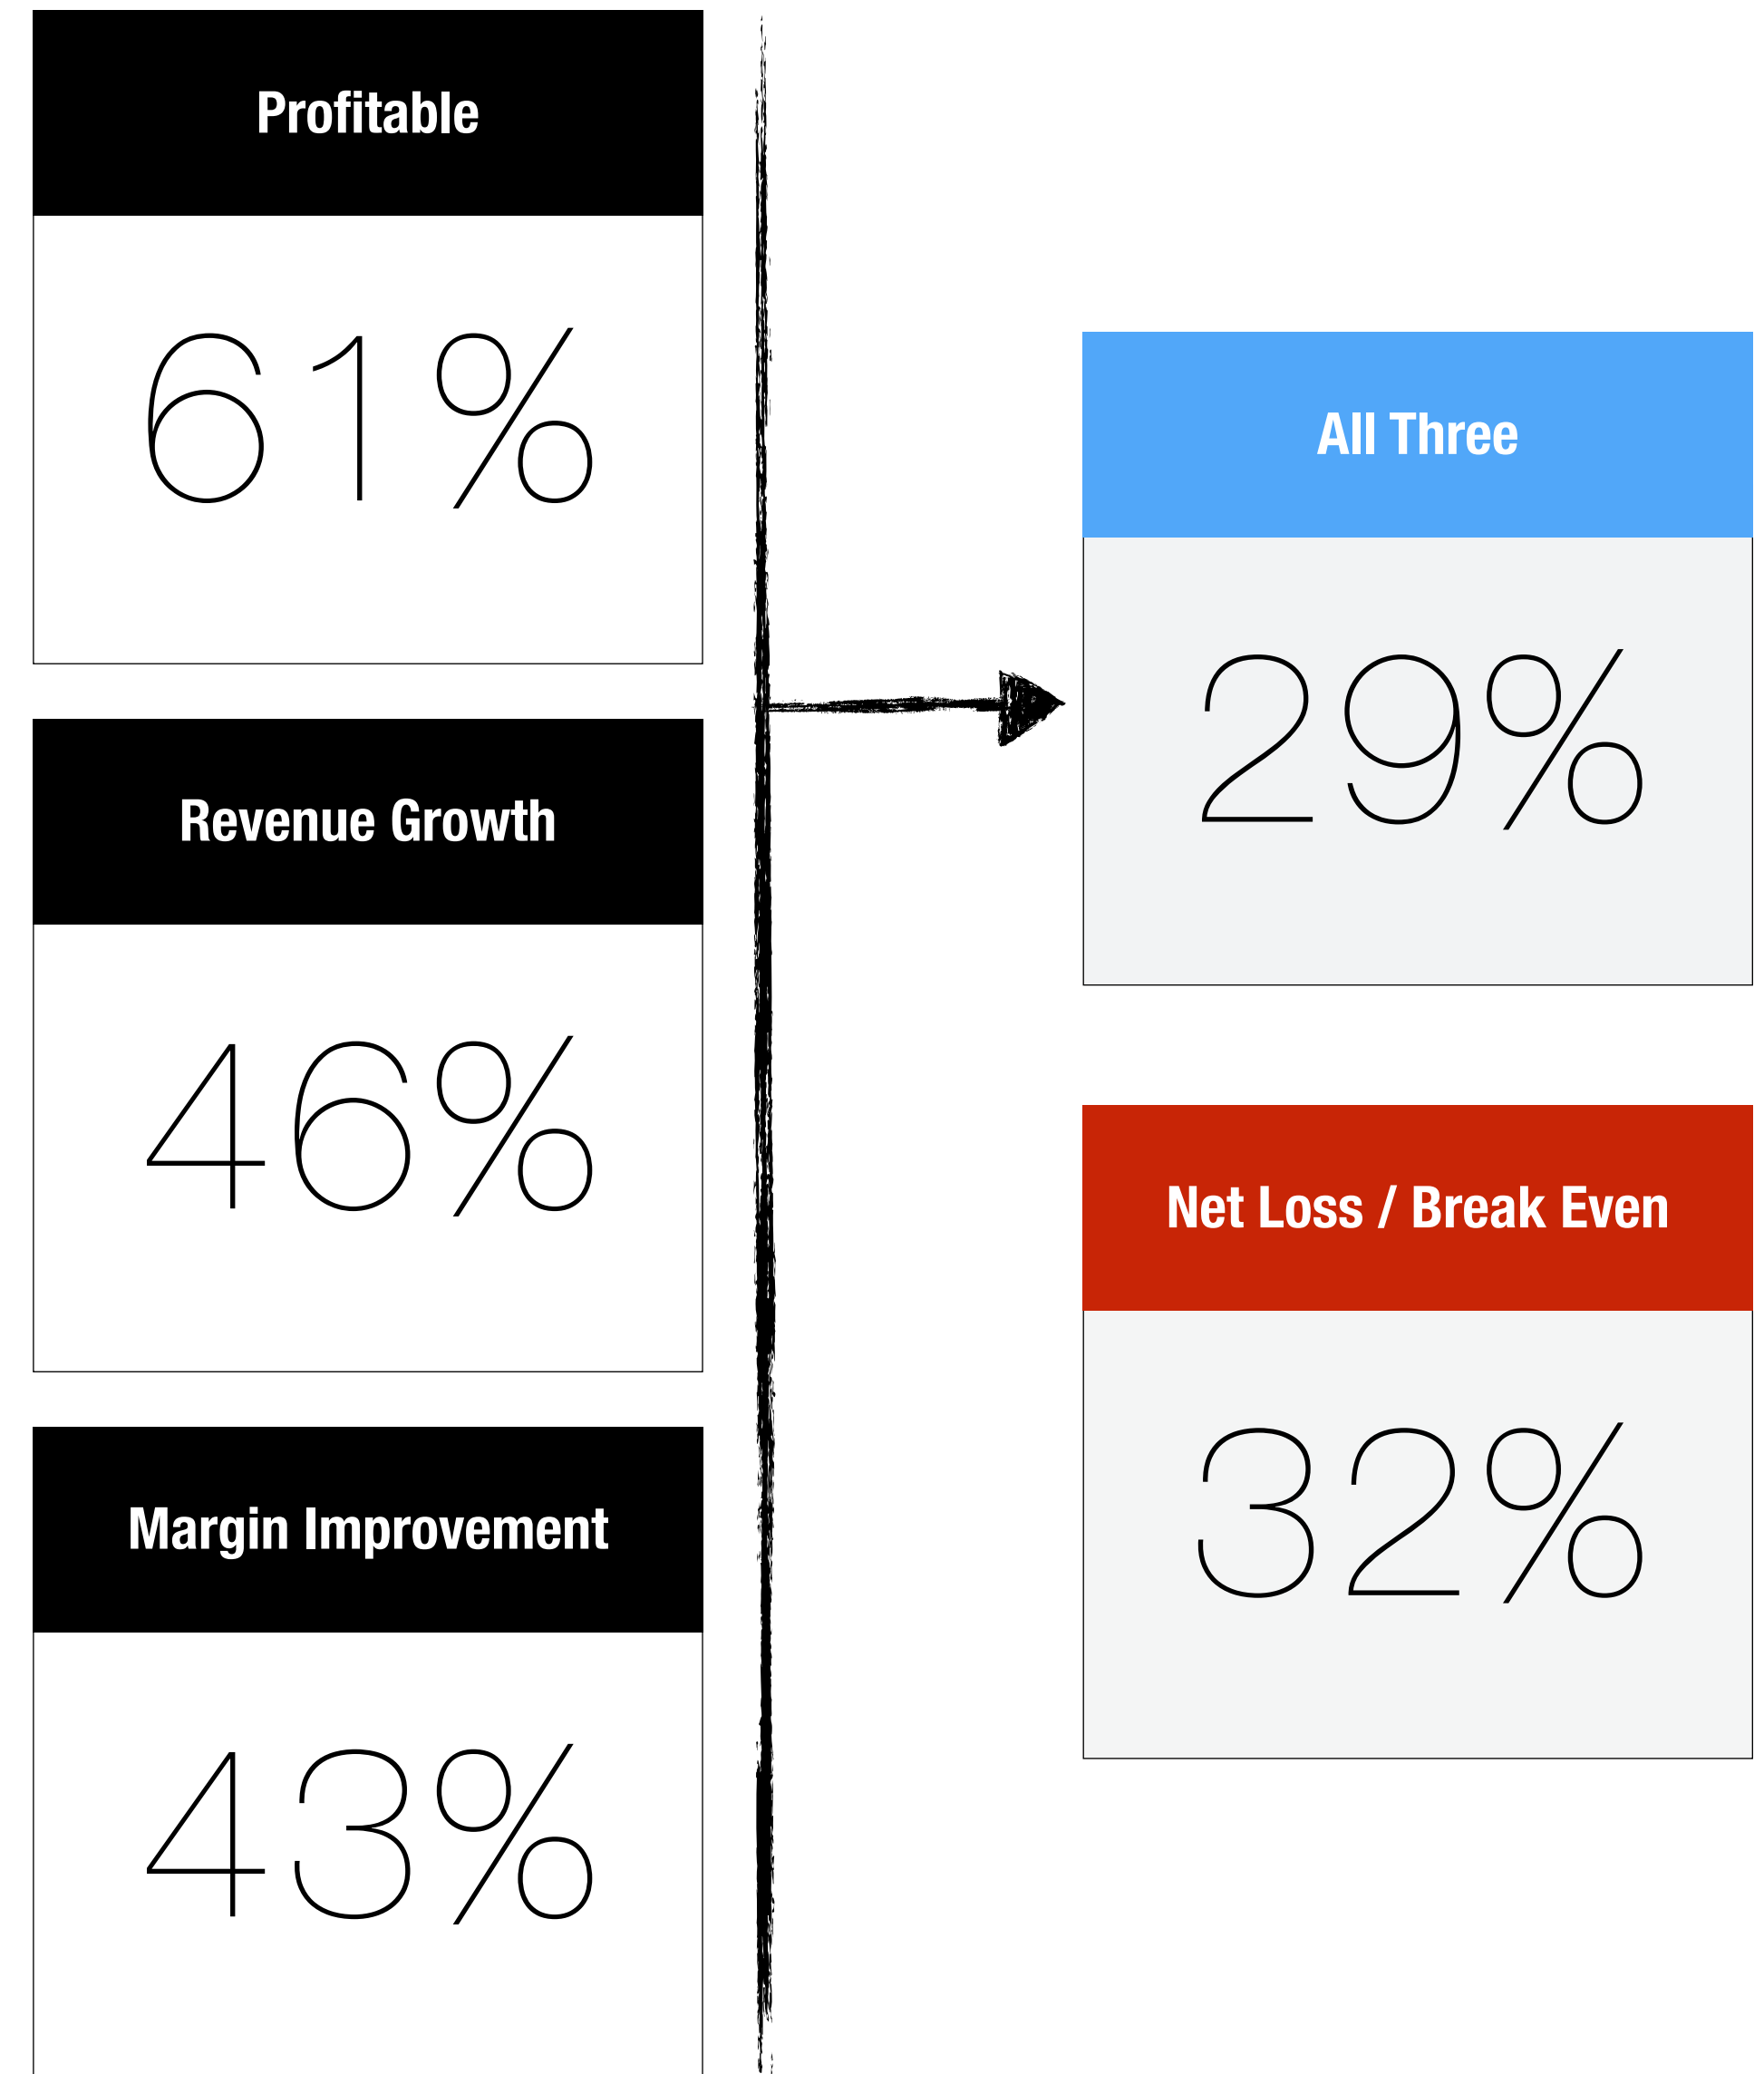 Profitable
61%
Revenue Growth
46%
Margin Improvement
43%
All Three
29%
Net Loss / Break Even
32%